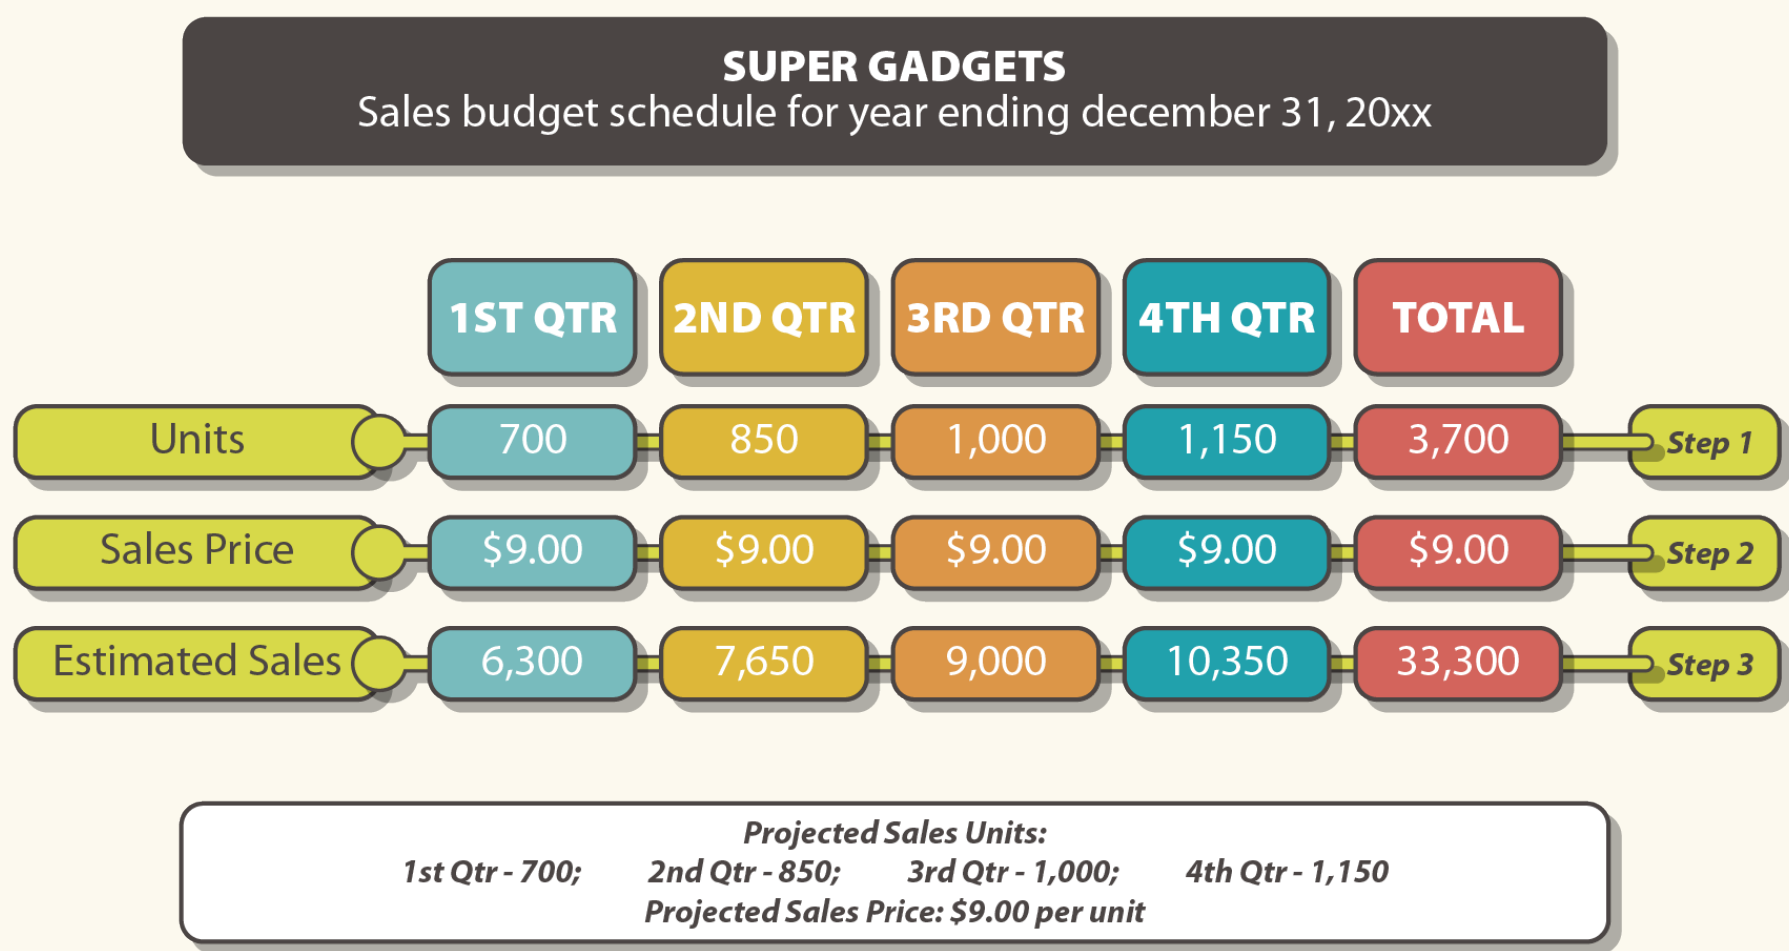 SUPER GADGETS
Sales budget schedule for year ending december 31, 20xx
1ST QTR 2ND QTR 3RD QTR 4TH QTR TOTAL
Units 700 850 1,000 1,150 3,700 Step 1
Sales Price $9.00 $9.00 $9.00 $9.00 $9.00 Step 2
Estimated Sales 6,300 7,650 9,000 10,350 33,300 Step 3
Projected Sales Units:
1st Qtr - 700; 2nd Qtr - 850; 3rd Qtr - 1,000; 4th Qtr - 1,150
Projected Sales Price: $9.00 per unit